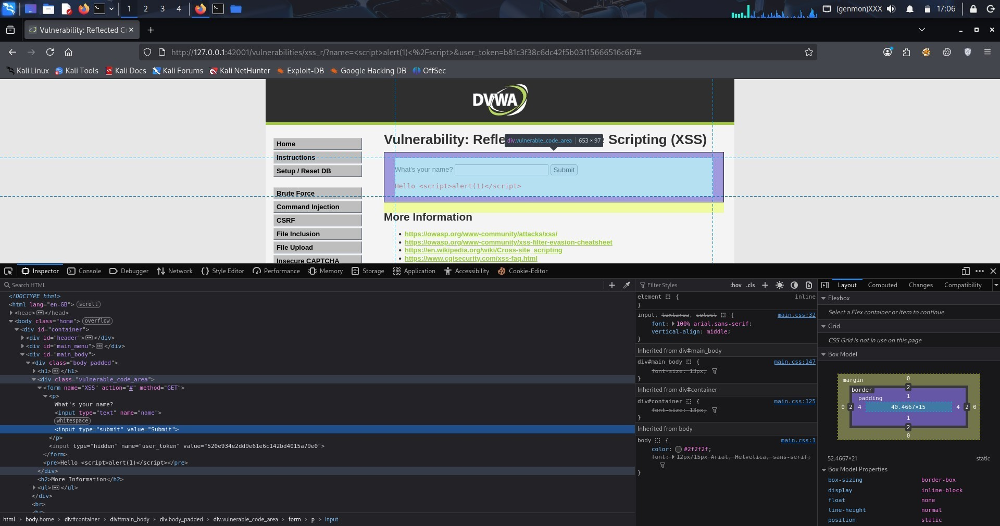 1 2 3 4 (genmon)XXX 17:06
Vulnerability: Reflected C
http://127.0.0.1:42001/vulnerabilities/xss_r/?name=<script>alert(1)<%2Fscript>&user_token=b81c3f38c6dc42f5b03115666516c6f7#
Kali Linux Kali Tools Kali Docs Kali Forums Kali NetHunter Exploit-DB Google Hacking DB OffSec
DVWA
Home
Instructions
Setup / Reset DB
Brute Force
Command Injection
CSRF
File Inclusion
File Upload
Insecure CAPTCHA
Vulnerability: Refle Scripting (XSS)
div.vulnerable_code_area 653 × 97
What's your name? Submit
Hello <script>alert(1)</script>
More Information
https://owasp.org/www-community/attacks/xss/
https://owasp.org/www-community/xss-filter-evasion-cheatsheet
https://en.wikipedia.org/wiki/Cross-site_scripting
https://www.cgisecurity.com/xss-faq.html
Inspector Console Debugger Network Style Editor Performance Memory Storage Application Accessibility Cookie-Editor
Search HTML
<!DOCTYPE html>
<html lang="en-GB"> scroll
<head> </head>
<body class="home"> overflow
<div id="container">
<div id="header"> </div>
<div id="main_menu"> </div>
<div id="main_body">
<div class="body_padded">
<h1> </h1>
<div class="vulnerable_code_area">
<form name="XSS" action="#" method="GET">
<p>
What's your name?
<input type="text" name="name">
whitespace
<input type="submit" value="Submit">
</p>
<input type="hidden" name="user_token" value="520e934e2dd9e61e6c142bd4015a79e0">
</form>
<pre>Hello <script>alert(1)</script></pre>
</div>
<h2>More Information</h2>
<ul> </ul>
</div>
<br>
<br>
html body.home div#container div#main_body div.body_padded div.vulnerable_code_area form p input
Filter Styles :hov .cls
element { inline
}
input, textarea, select { main.css:32
font: 100% arial,sans-serif;
vertical-align: middle;
}
Inherited from div#main_body
div#main_body { main.css:147
font-size: 13px;
}
Inherited from div#container
div#container { main.css:125
font-size: 13px;
}
Inherited from body
body { main.css:1
color: #2f2f2f;
font: 12px/15px Arial, Helvetica, sans-serif;
}
Layout Computed Changes Compatibility
Flexbox
Select a Flex container or item to continue.
Grid
CSS Grid is not in use on this page
Box Model
margin 0
border 2
padding 1
0 2 4 40.4667×15 4 2 0
1
2
0
52.4667×21 static
Box Model Properties
box-sizing border-box
display inline-block
float none
line-height normal
position static